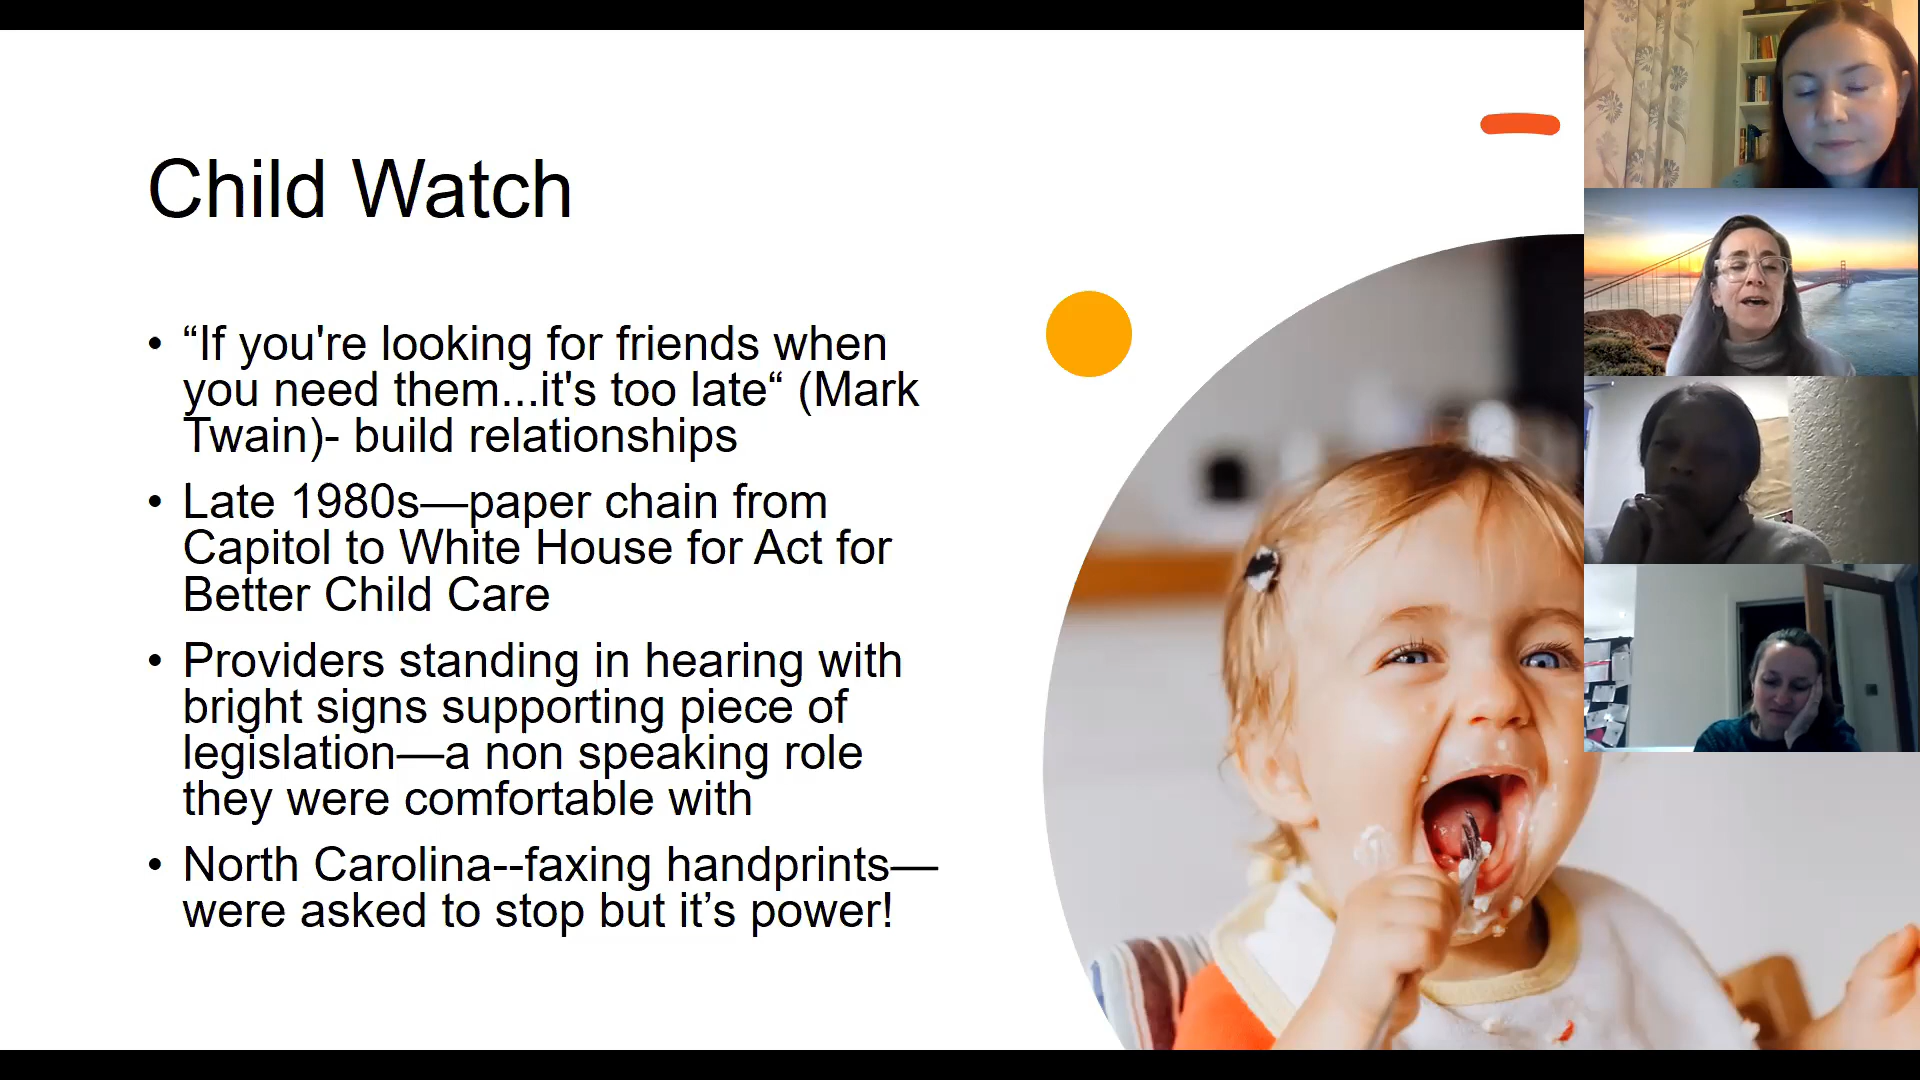 Child Watch
• “If you're looking for friends when
you need them...it's too late“ (Mark
Twain)- build relationships
• Late 1980s—paper chain from
Capitol to White House for Act for
Better Child Care
• Providers standing in hearing with
bright signs supporting piece of
legislation—a non speaking role
they were comfortable with
• North Carolina--faxing handprints—
were asked to stop but it’s power!